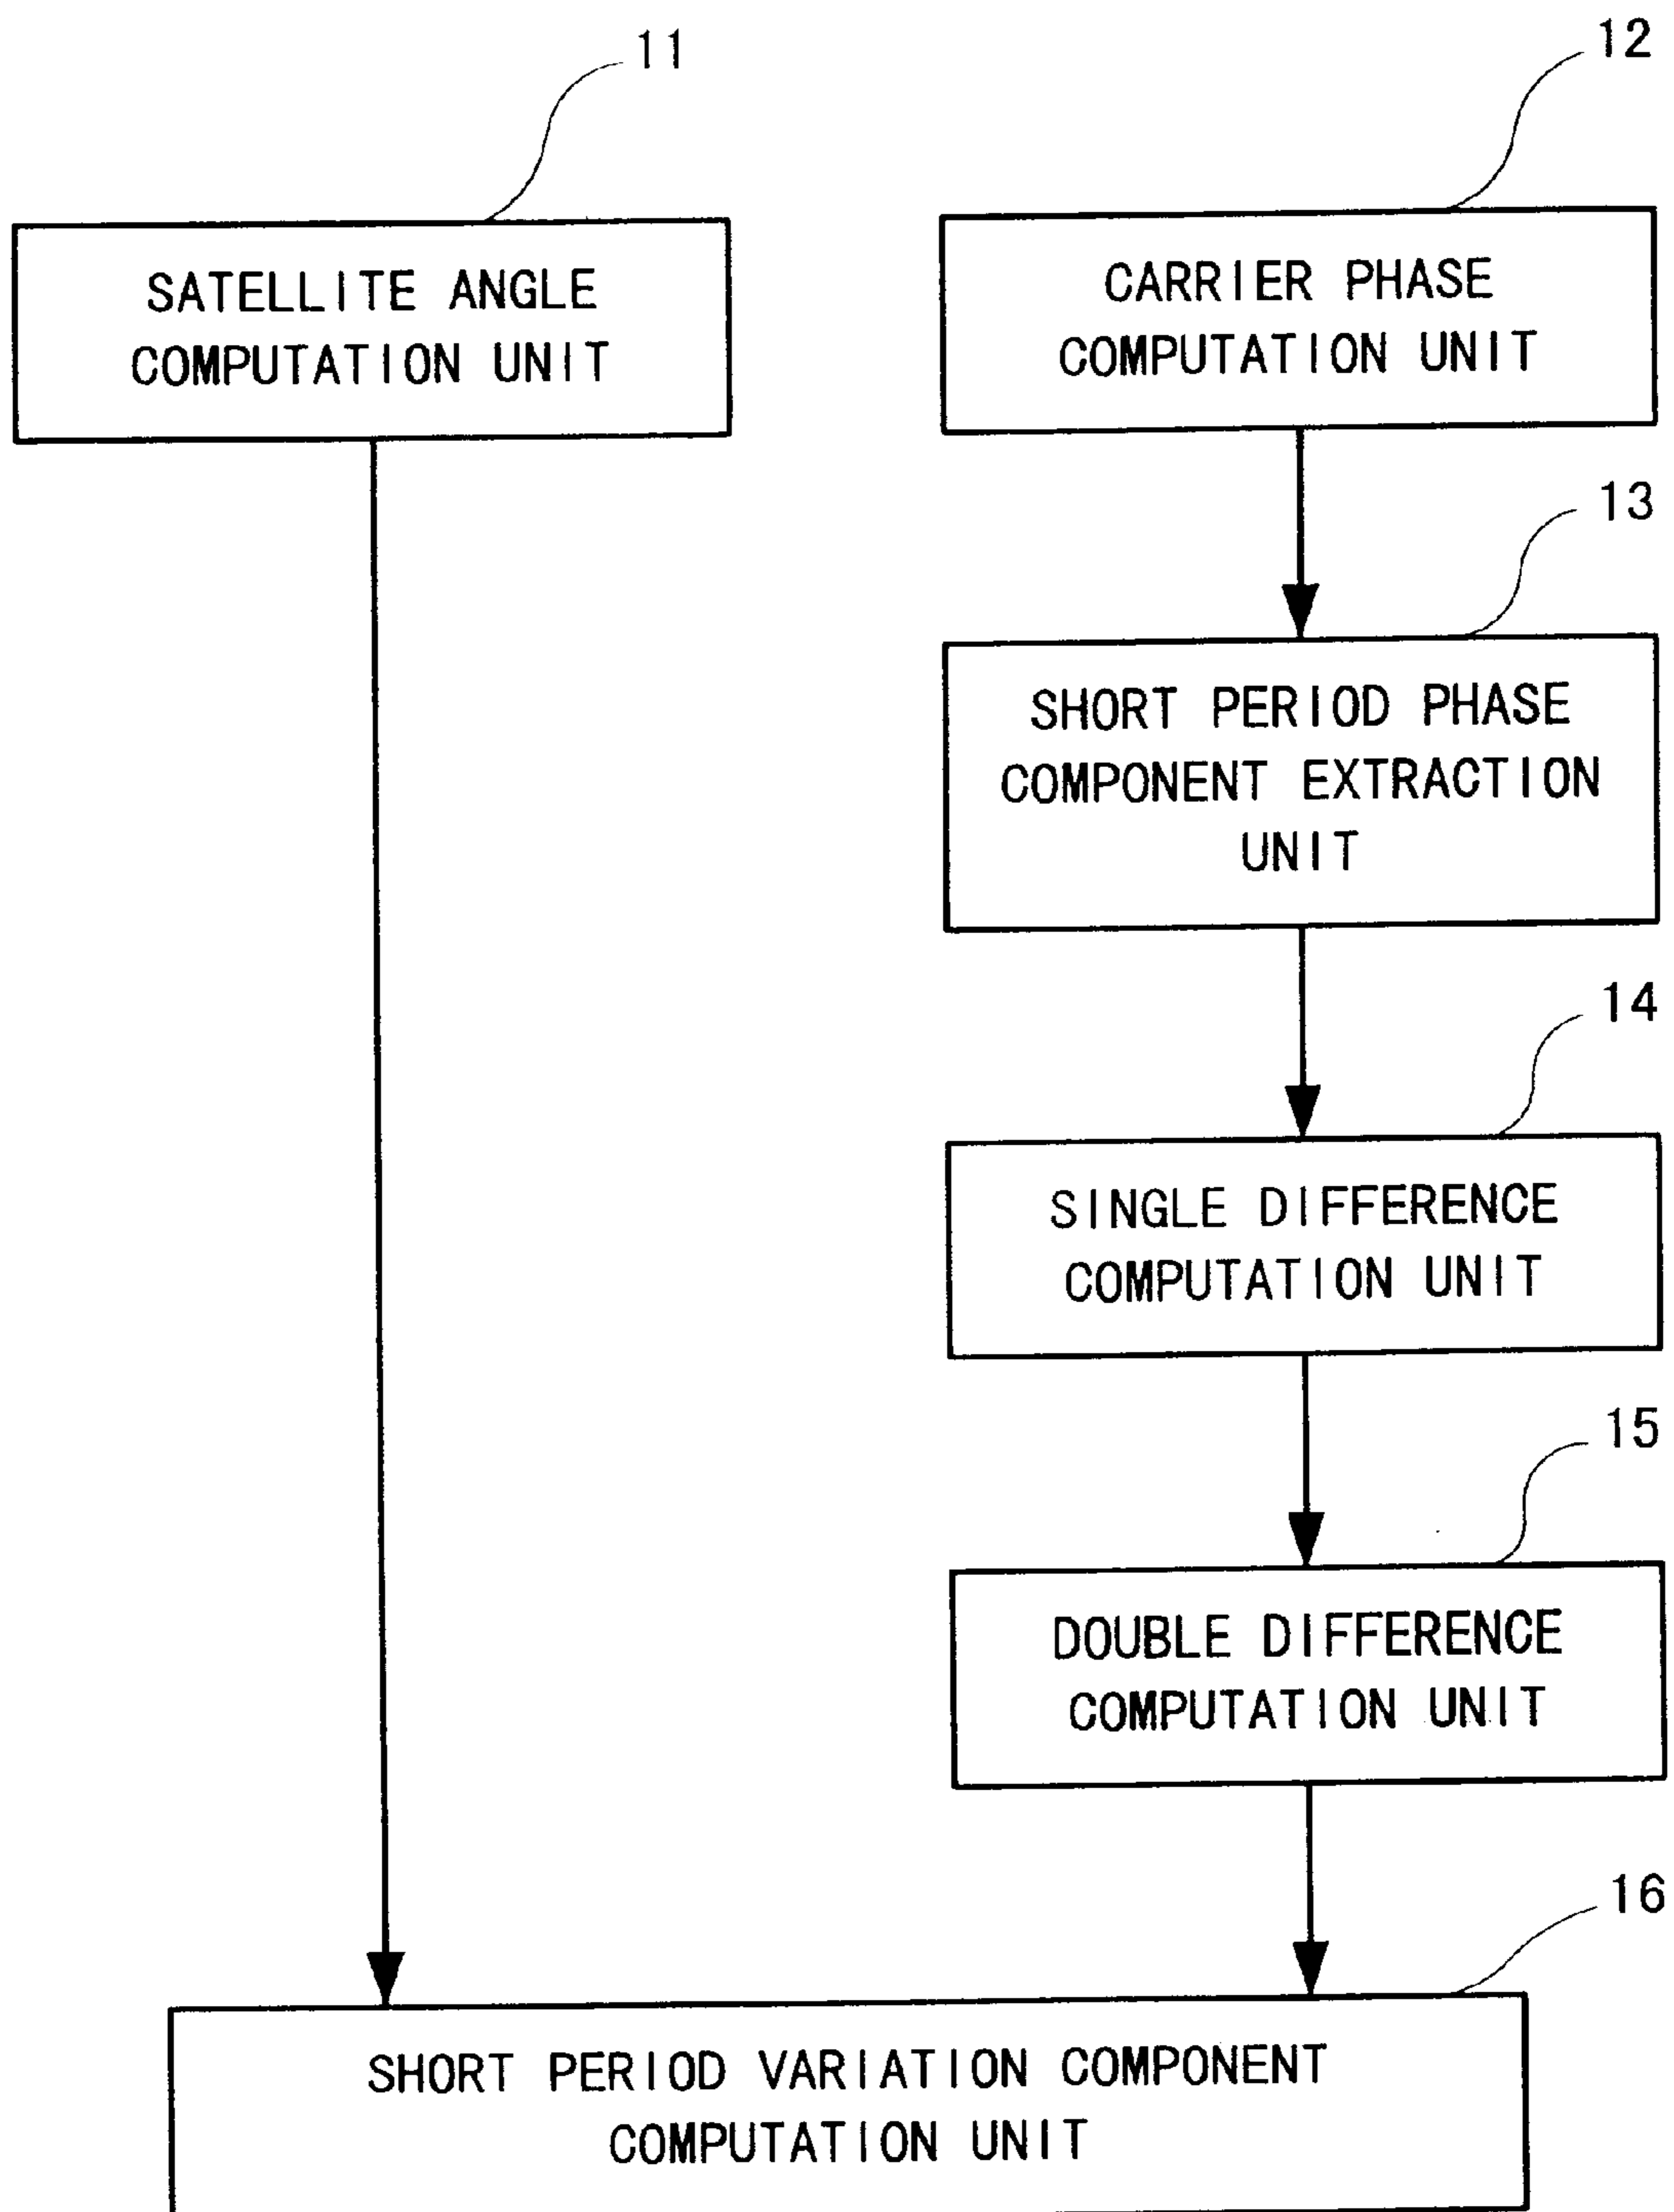 11
12
SATELLITE ANGLE
COMPUTATION UNIT
CARRIER PHASE
COMPUTATION UNIT
13
SHORT PERIOD PHASE
COMPONENT EXTRACTION
UNIT
14
SINGLE DIFFERENCE
COMPUTATION UNIT
15
DOUBLE DIFFERENCE
COMPUTATION UNIT
16
SHORT PERIOD VARIATION COMPONENT
COMPUTATION UNIT